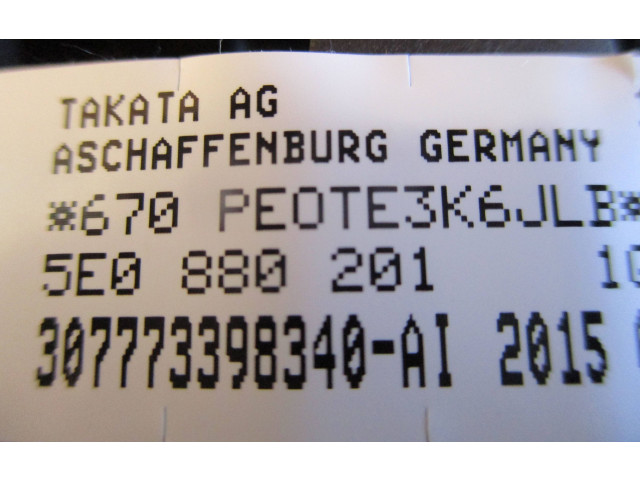 TAKATA AG
ASCHAFFENBURG GERMANY
*670 PEOTE3K6JLB*
5E0 880 201
307773398340-AI 2015